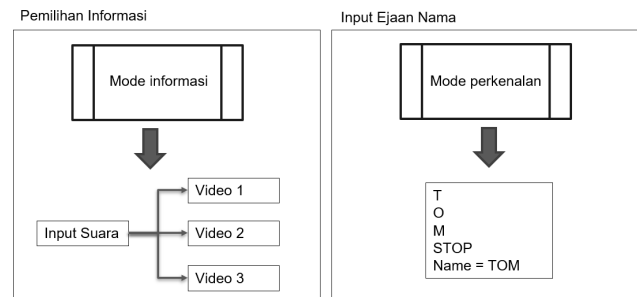 Pemilihan Informasi
Mode informasi
Input Suara
Video 1
Video 2
Video 3
Input Ejaan Nama
Mode perkenalan
T
O
M
STOP
Name = TOM